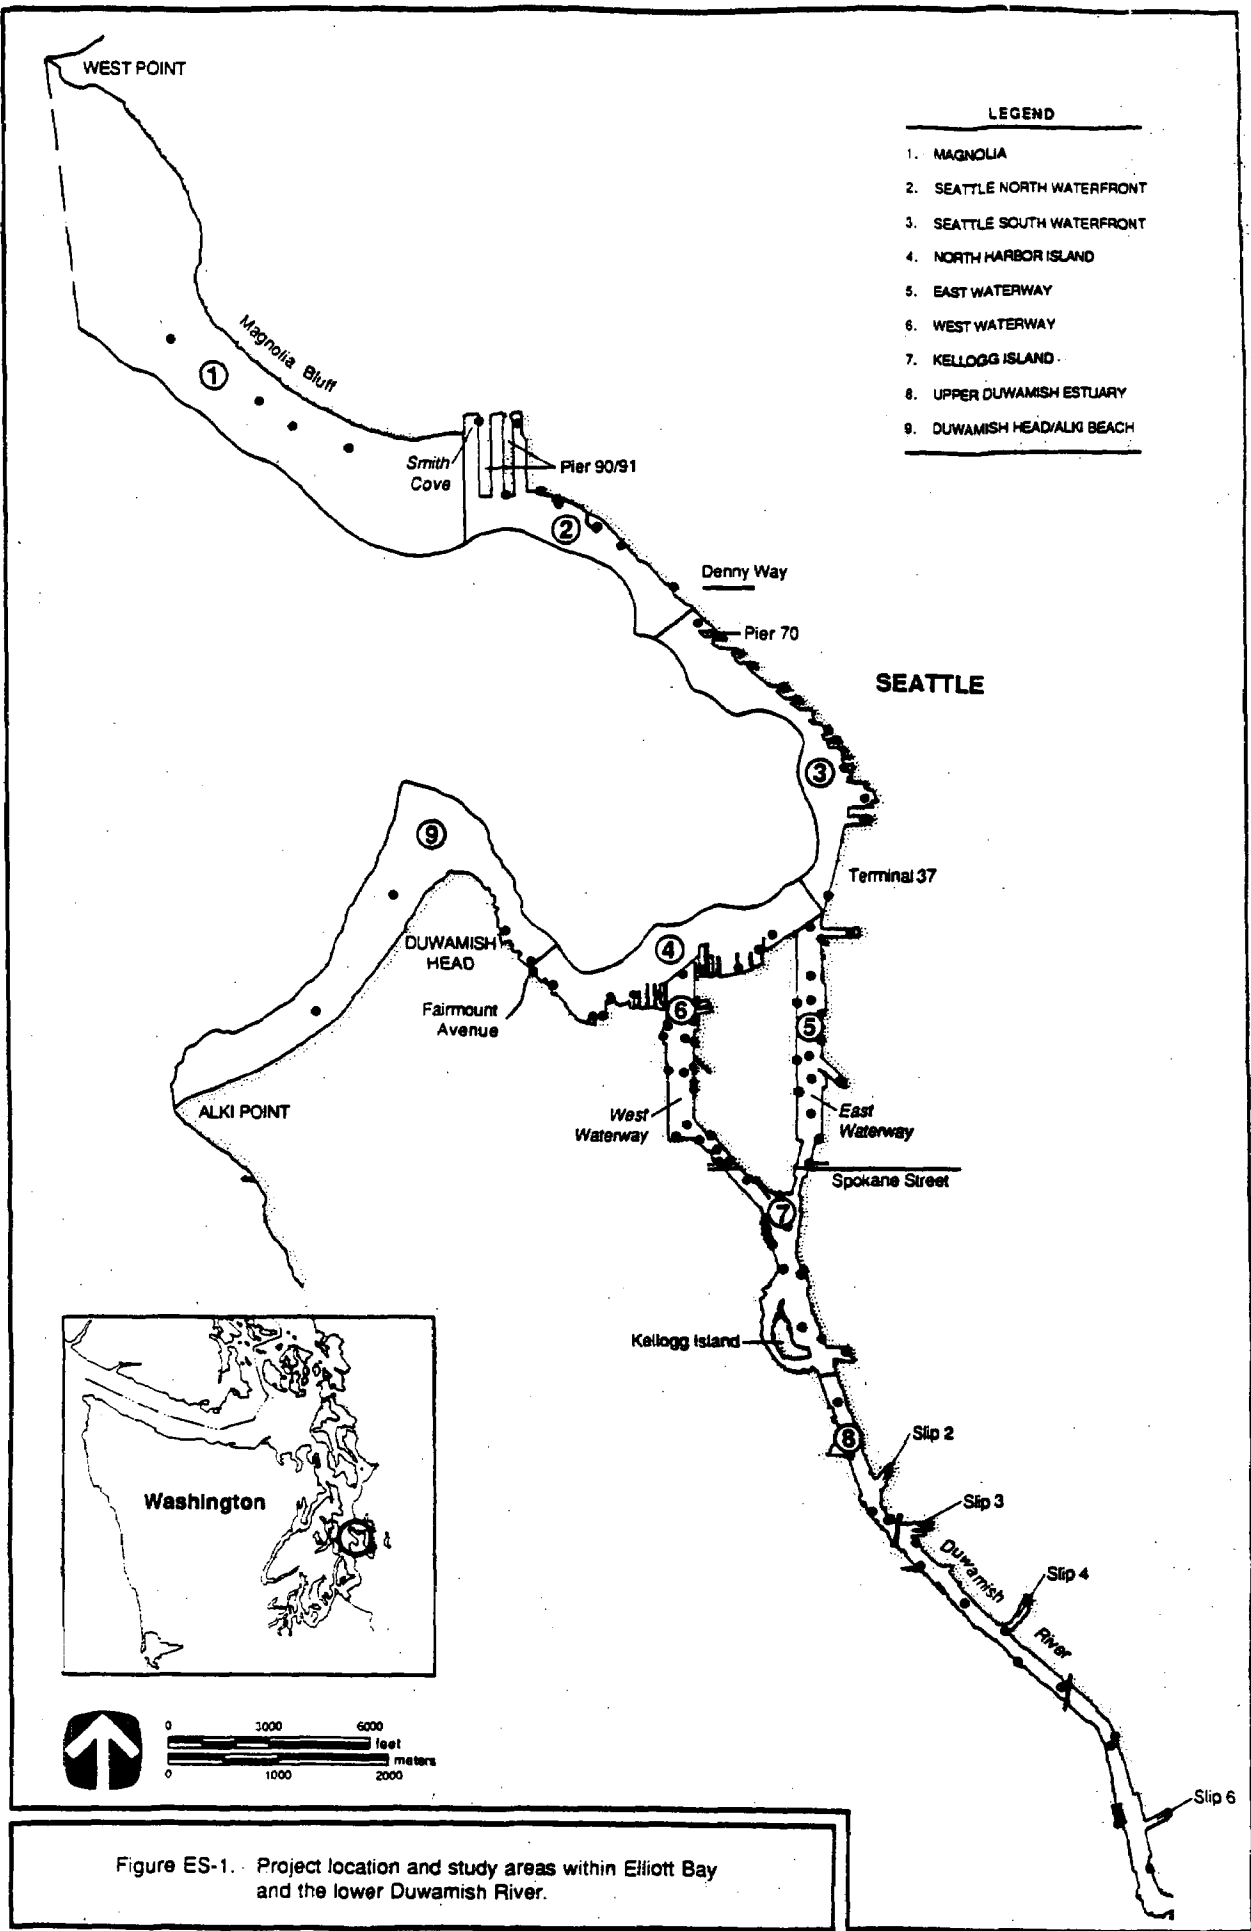 WEST POINT
LEGEND
1. MAGNOLIA
2. SEATTLE NORTH WATERFRONT
3. SEATTLE SOUTH WATERFRONT
4. NORTH HARBOR ISLAND
5. EAST WATERWAY
6. WEST WATERWAY
7. KELLOGG ISLAND
8. UPPER DUWAMISH ESTUARY
9. DUWAMISH HEAD/ALKI BEACH
Magnolia Bluff
1
Smith
Cove
Pier 90/91
2
Denny Way
Pier 70
SEATTLE
3
9
Terminal 37
DUWAMISH
HEAD
4
Fairmount
Avenue
6
5
ALKI POINT
West
Waterway
East
Waterway
Spokane Street
7
Kellogg Island
8
Slip 2
Slip 3
Duwamish
River
Slip 4
Slip 6
Washington
0 3000 6000
feet
meters
0 1000 2000
Figure ES-1. Project location and study areas within Elliott Bay
and the lower Duwamish River.